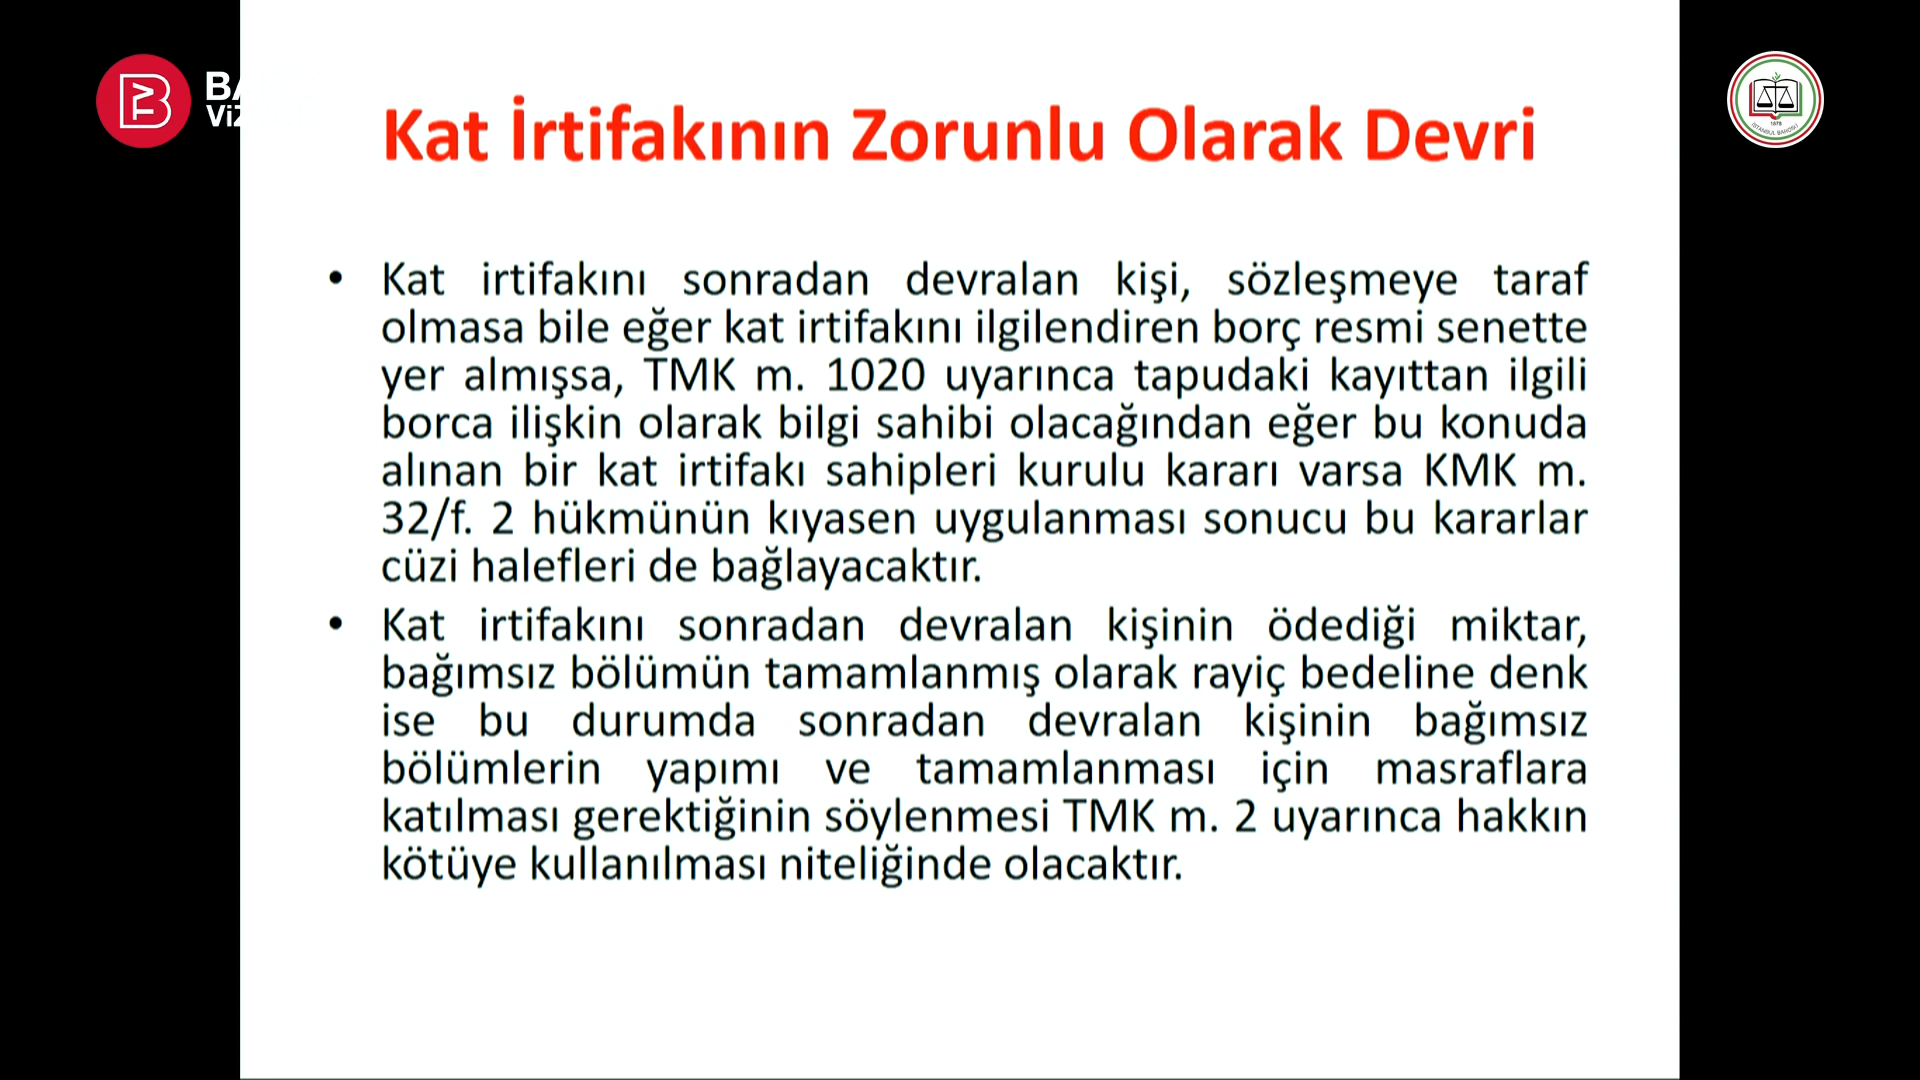 Kat İrtifakının Zorunlu Olarak Devri
• Kat irtifakını sonradan devralan kişi, sözleşmeye taraf
olmasa bile eğer kat irtifakını ilgilendiren borç resmi senette
yer almışsa, TMK m. 1020 uyarınca tapudaki kayıttan ilgili
borca ilişkin olarak bilgi sahibi olacağından eğer bu konuda
alınan bir kat irtifakı sahipleri kurulu kararı varsa KMK m.
32/f. 2 hükmünün kıyasen uygulanması sonucu bu kararlar
cüzi halefleri de bağlayacaktır.
• Kat irtifakını sonradan devralan kişinin ödediği miktar,
bağımsız bölümün tamamlanmış olarak rayiç bedeline denk
ise bu durumda sonradan devralan kişinin bağımsız
bölümlerin yapımı ve tamamlanması için masraflara
katılması gerektiğinin söylenmesi TMK m. 2 uyarınca hakkın
kötüye kullanılması niteliğinde olacaktır.
1878
İSTANBUL BAROSU